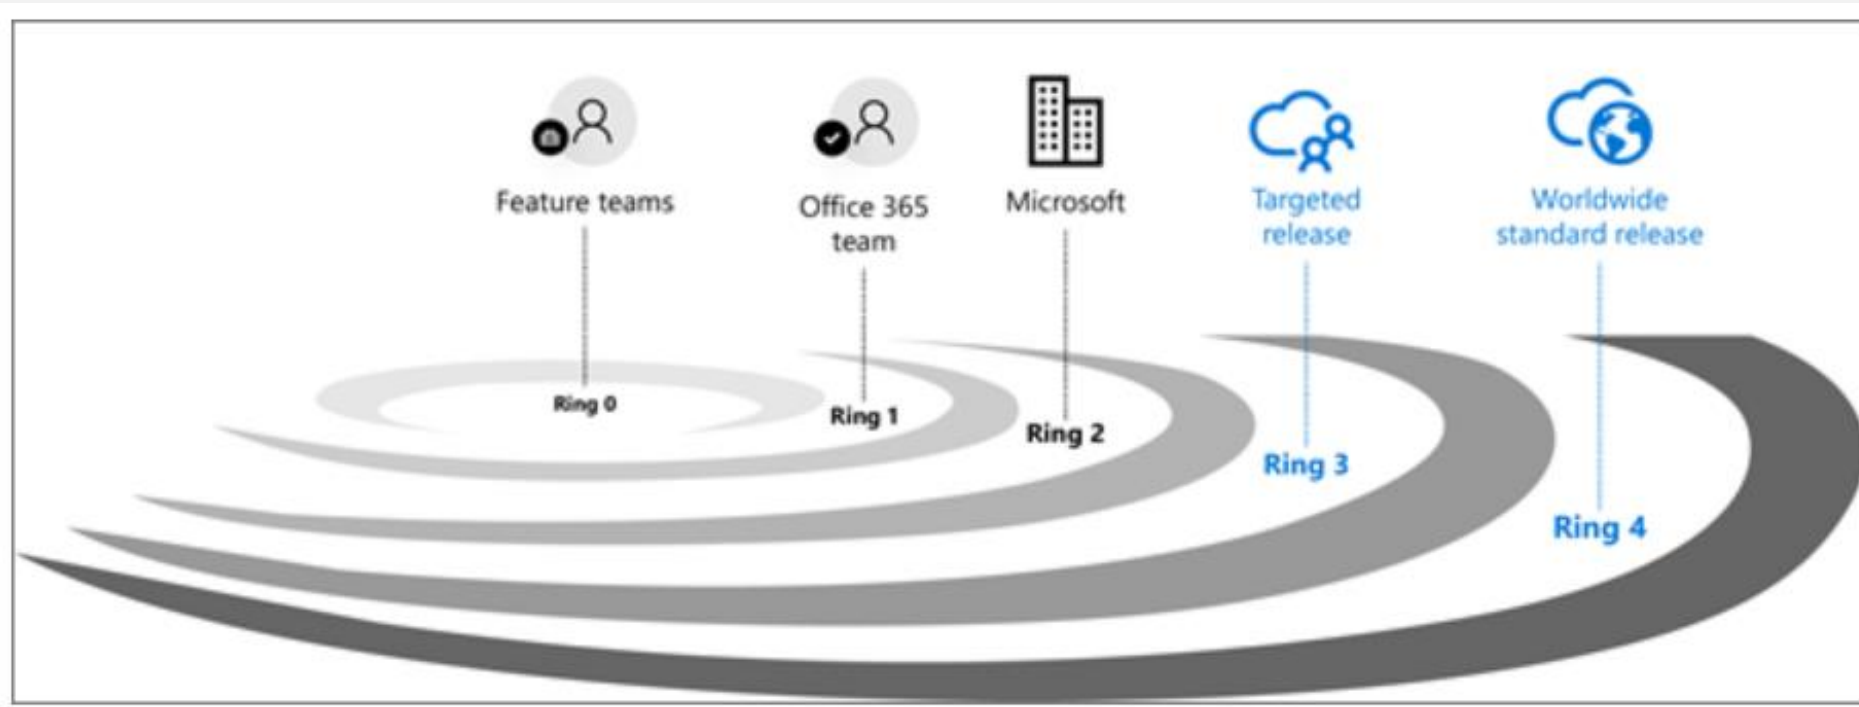 Feature teams
Office 365
team
Microsoft
Targeted
release
Worldwide
standard release
Ring 0
Ring 1
Ring 2
Ring 3
Ring 4